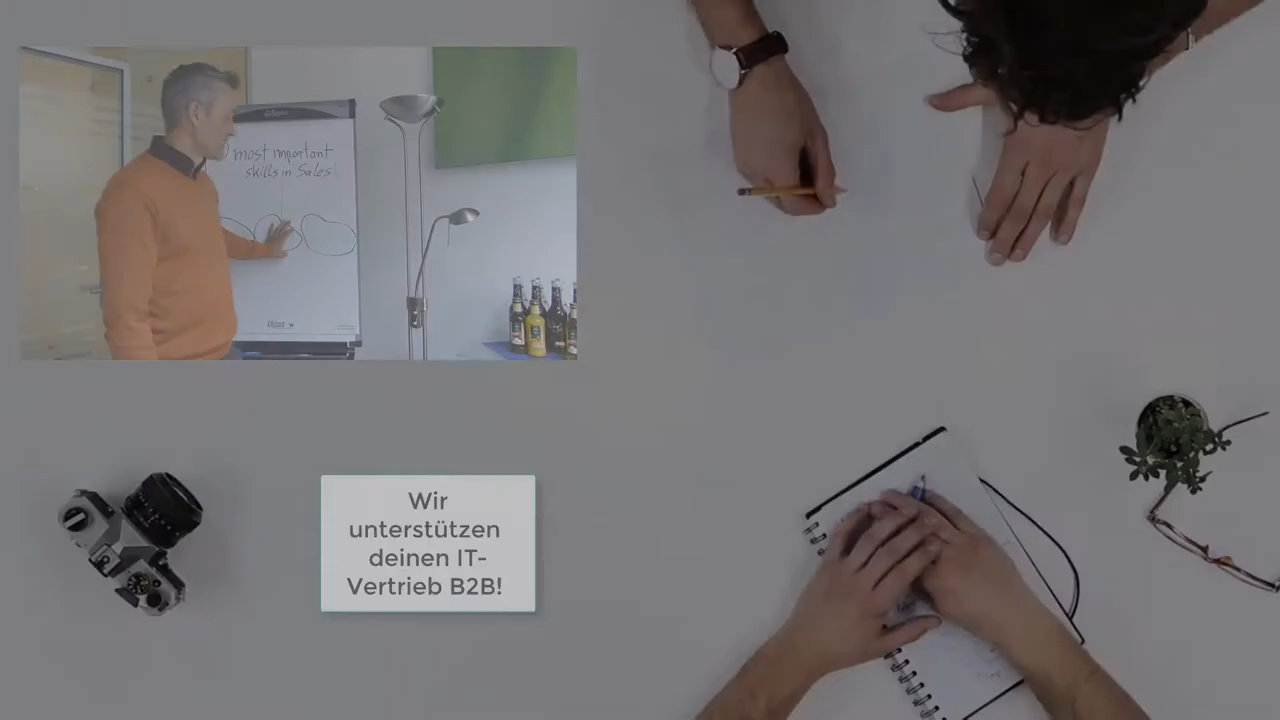 most important
skills in Sales
Wir
unterstützen
deinen IT-
Vertrieb B2B!